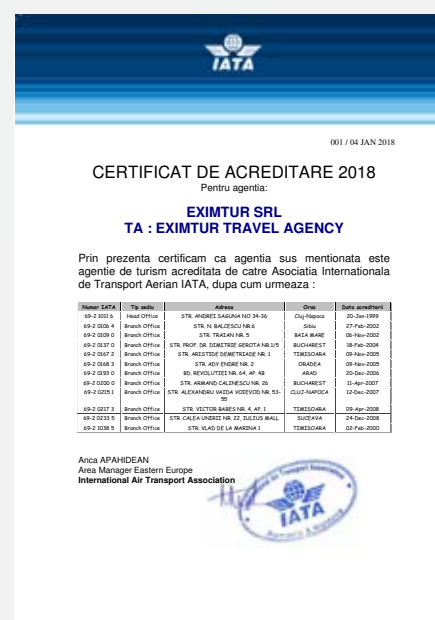 IATA
001 / 04 JAN 2018
CERTIFICAT DE ACREDITARE 2018
Pentru agentia:
EXIMTUR SRL
TA : EXIMTUR TRAVEL AGENCY
Prin prezenta certificam ca agentia sus mentionata este
agentie de turism acreditata de catre Asociatia Internationala
de Transport Aerian IATA, dupa cum urmeaza :
Numar IATA Tip sediu Adresa Oras Data acreditarii
69-2 1011 6 Head Office STR. ANDREI SAGUNA NO 34-36 Cluj-Napoca 20-Jan-1999
69-2 0106 4 Branch Office STR. N. BALCESCU NR.6 Sibiu 27-Feb-2002
69-2 0109 0 Branch Office STR. TRAIAN NR. 5 BAIA MARE 06-Nov-2002
69-2 0137 0 Branch Office STR. PROF. DR. DIMITRIE GEROTA NR.1/5 BUCHAREST 18-Feb-2004
69-2 0167 2 Branch Office STR. ARISTIDE DEMETRIADE NR. 1 TIMISOARA 09-Nov-2005
69-2 0168 3 Branch Office STR. ADY ENDRE NR. 2 ORADEA 09-Nov-2005
69-2 0193 0 Branch Office BD. REVOLUTIEI NR. 64, AP. 4B ARAD 20-Dec-2006
69-2 0200 0 Branch Office STR. ARMAND CALINESCU NR. 26 BUCHAREST 11-Apr-2007
69-2 0215 1 Branch Office STR. ALEXANDRU VAIDA VOIEVOD NR. 53-55 CLUJ-NAPOCA 12-Dec-2007
69-2 0217 3 Branch Office STR. VICTOR BABES NR. 4, AP. 1 TIMISOARA 09-Apr-2008
69-2 0233 5 Branch Office STR. CALEA UNIRII NR. 22, IULIUS MALL SUCEAVA 24-Dec-2008
69-2 1038 5 Branch Office STR. VLAD DE LA MARINA 1 TIMISOARA 02-Feb-2000
Anca APAHIDEAN
Area Manager Eastern Europe
International Air Transport Association
International Air Transport Association
IATA